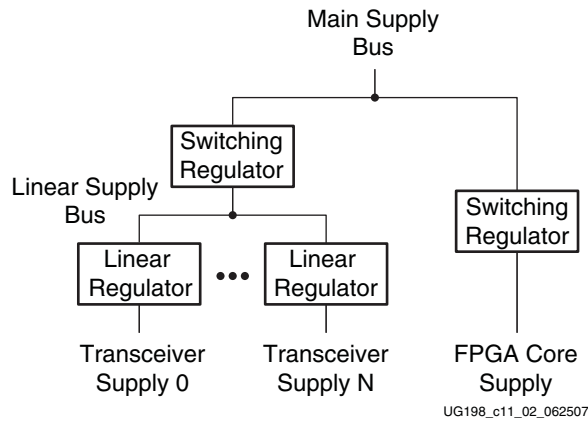 Main Supply
Bus
Switching
Regulator
Linear Supply
Bus
Switching
Regulator
Linear
Regulator
Linear
Regulator
Transceiver
Supply 0
Transceiver
Supply N
FPGA Core
Supply
UG198_c11_02_062507